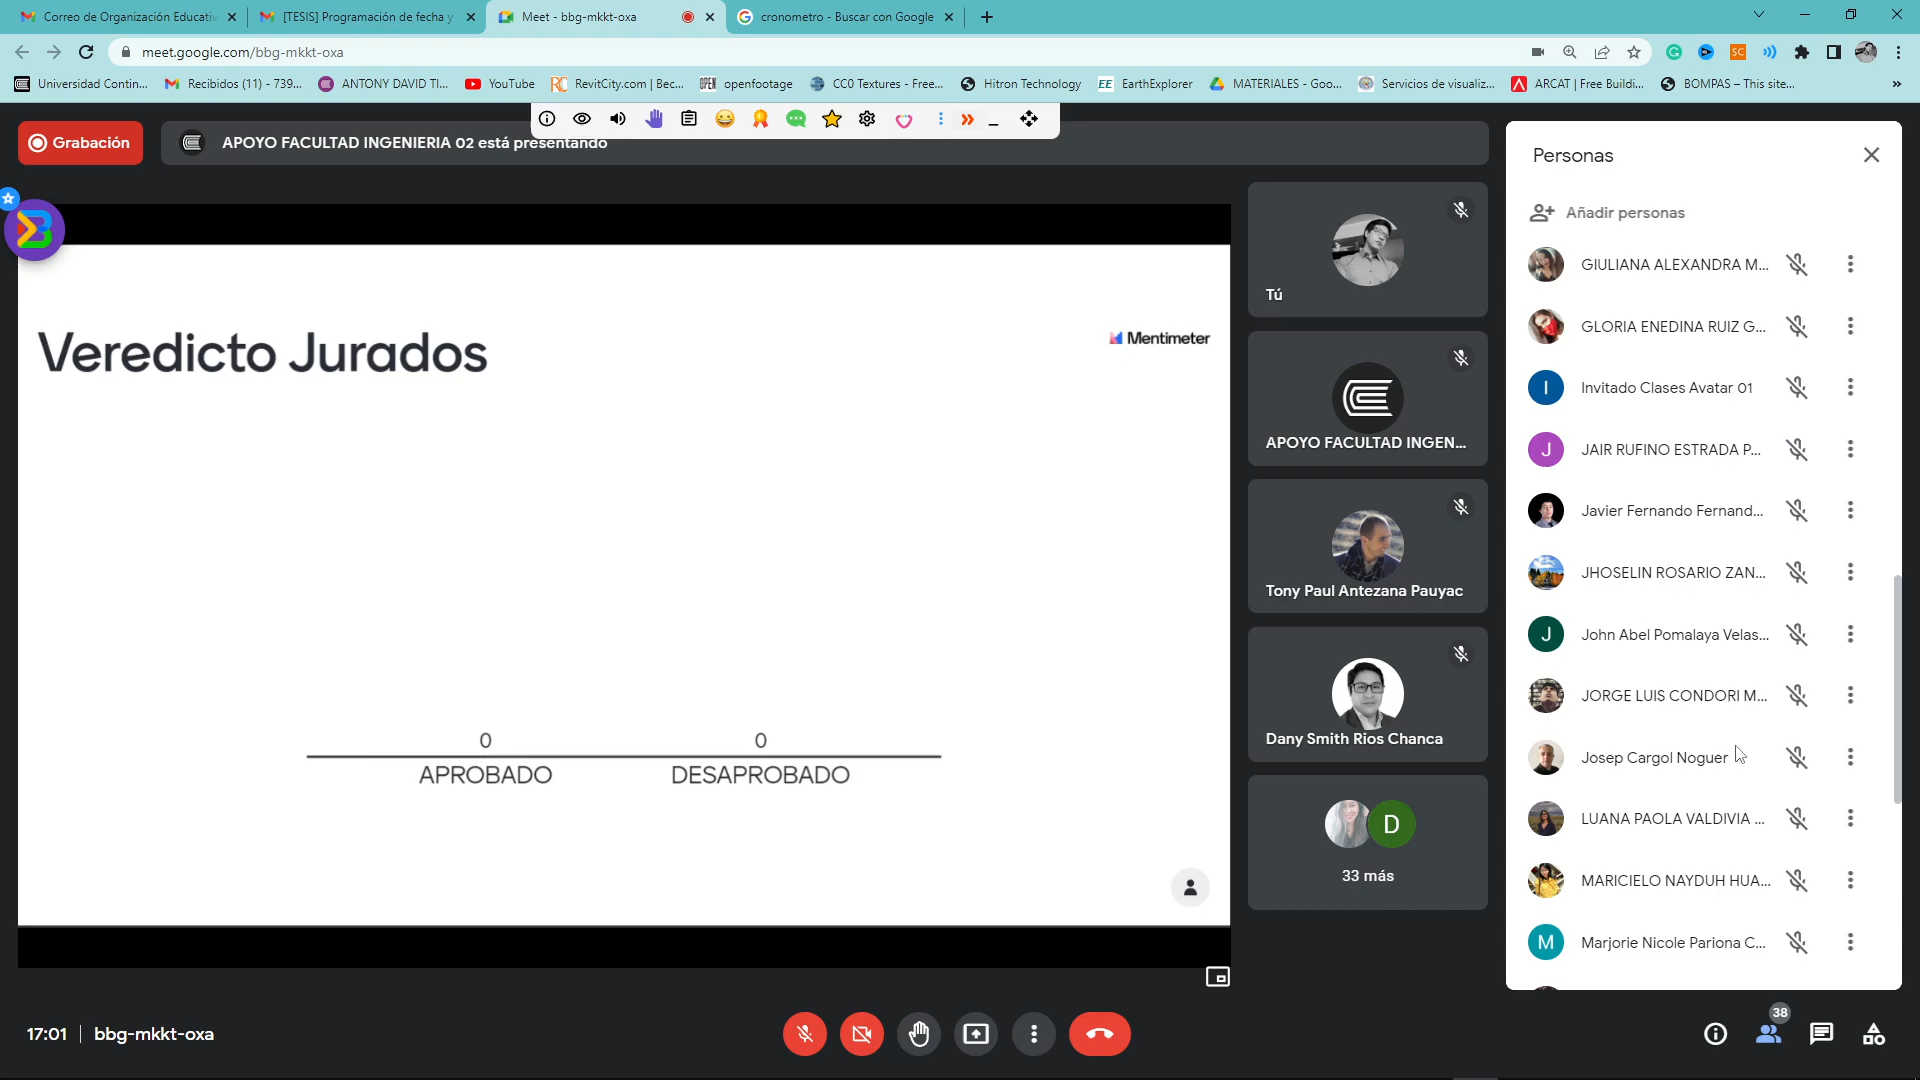 Correo de Organización Educativ
[TESIS] Programación de fecha y
Meet - bbg-mkkt-oxa
cronometro - Buscar con Google
meet.google.com/bbg-mkkt-oxa
SC
Universidad Contin...
Recibidos (11) - 739...
ANTONY DAVID TI...
YouTube
RC
RevitCity.com | Bec...
OPEN
openfootage
CC0 Textures - Free...
Hitron Technology
EE
EarthExplorer
MATERIALES - Goo...
Servicios de visualiz...
ARCAT | Free Buildi...
BOMPAS – This site...
Grabación
APOYO FACULTAD INGENIERIA 02 está presentando
Veredicto Jurados
Mentimeter
0
0
APROBADO
DESAPROBADO
Tú
APOYO FACULTAD INGEN...
Tony Paul Antezana Pauyac
Dany Smith Rios Chanca
D
33 más
Personas
Añadir personas
GIULIANA ALEXANDRA M...
GLORIA ENEDINA RUIZ G...
I
Invitado Clases Avatar 01
J
JAIR RUFINO ESTRADA P...
Javier Fernando Fernand...
JHOSELIN ROSARIO ZAN...
J
John Abel Pomalaya Velas...
JORGE LUIS CONDORI M...
Josep Cargol Noguer
LUANA PAOLA VALDIVIA ...
MARICIELO NAYDUH HUA...
M
Marjorie Nicole Pariona C...
17:01
bbg-mkkt-oxa
38